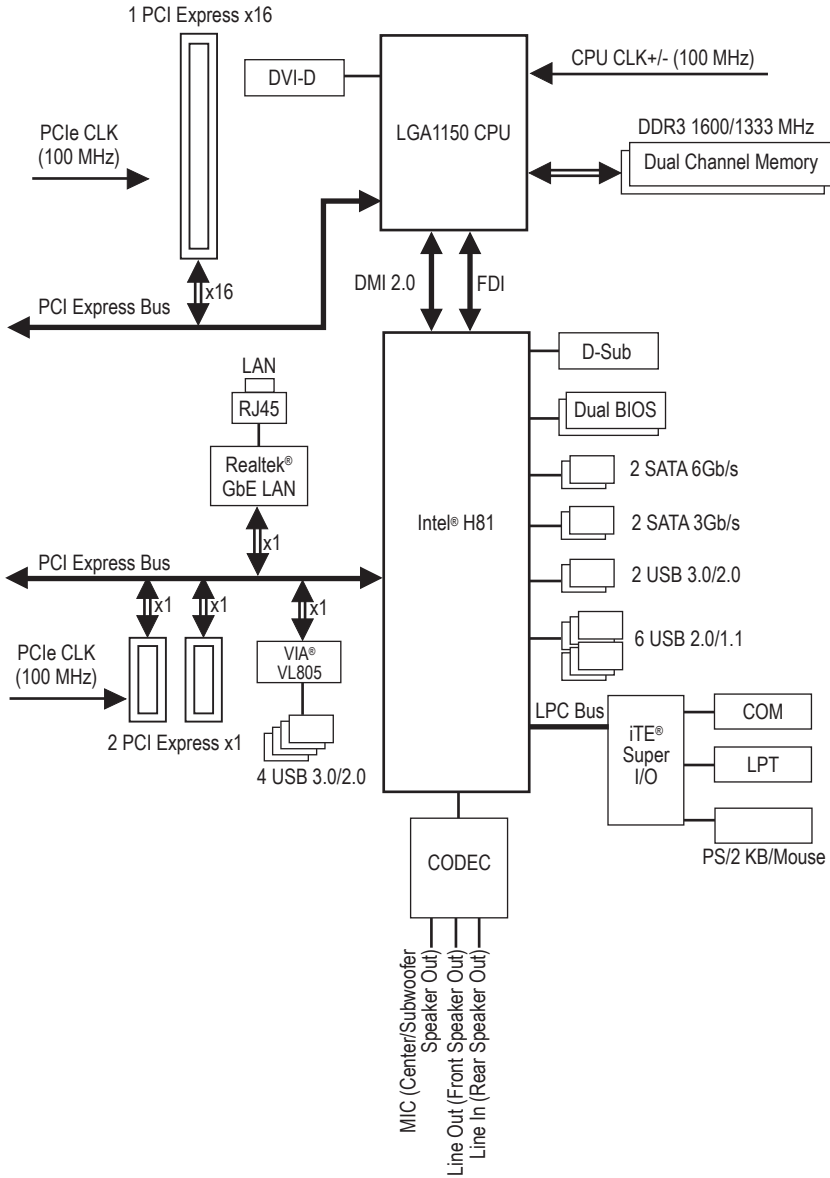 1 PCI Express x16
DVI-D
LGA1150 CPU
CPU CLK+/- (100 MHz)
PCIe CLK
(100 MHz)
DDR3 1600/1333 MHz
Dual Channel Memory
x16
PCI Express Bus
DMI 2.0
FDI
D-Sub
LAN
RJ45
Dual BIOS
Realtek®
GbE LAN
2 SATA 6Gb/s
Intel® H81
2 SATA 3Gb/s
x1
PCI Express Bus
2 USB 3.0/2.0
x1
x1
x1
PCIe CLK
(100 MHz)
VIA®
VL805
6 USB 2.0/1.1
2 PCI Express x1
4 USB 3.0/2.0
LPC Bus
iTE®
Super
I/O
COM
LPT
PS/2 KB/Mouse
CODEC
MIC (Center/Subwoofer
Speaker Out)
Line Out (Front Speaker Out)
Line In (Rear Speaker Out)